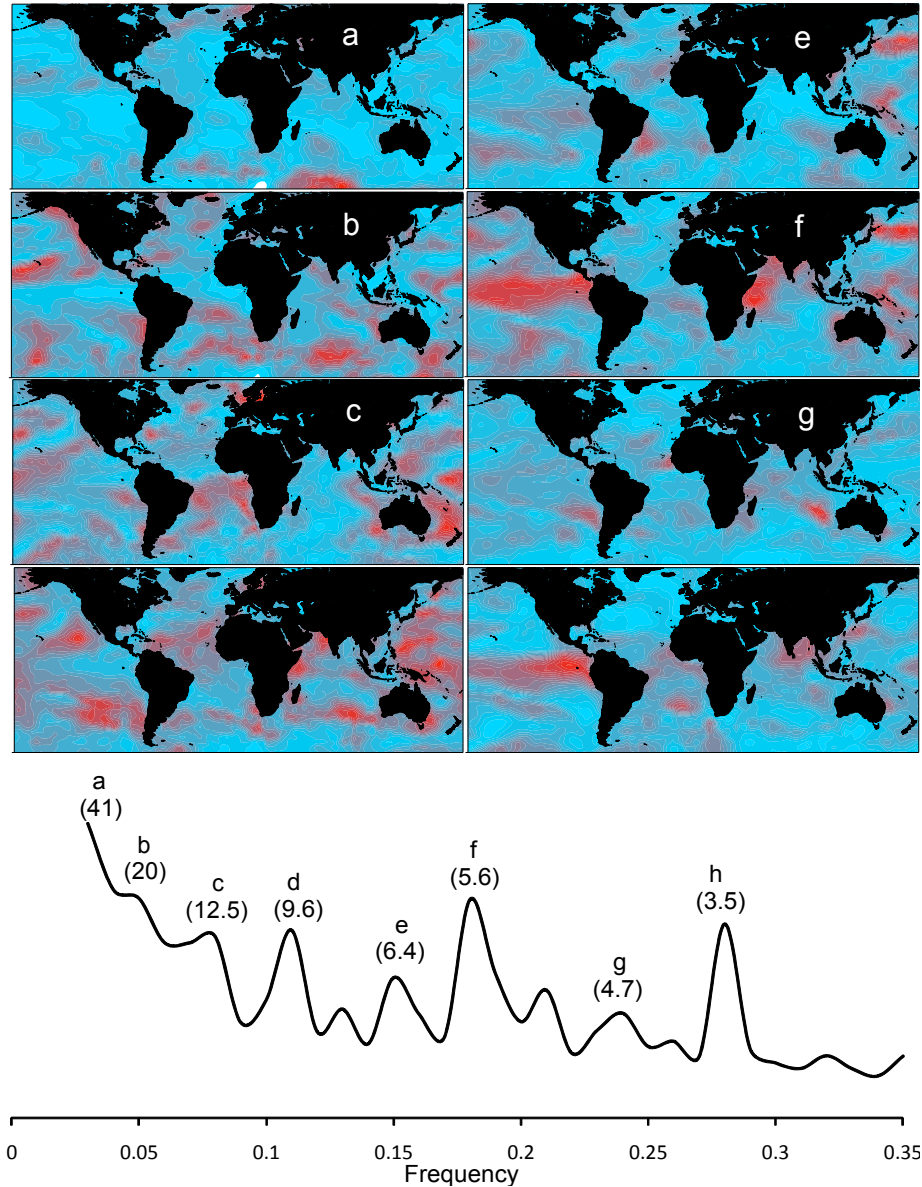 a
e
b
f
c
g
a
(41)
b
(20)
c
(12.5)
d
(9.6)
e
(6.4)
f
(5.6)
g
(4.7)
h
(3.5)
0 0.05 0.1 0.15 0.2 0.25 0.3 0.35
Frequency